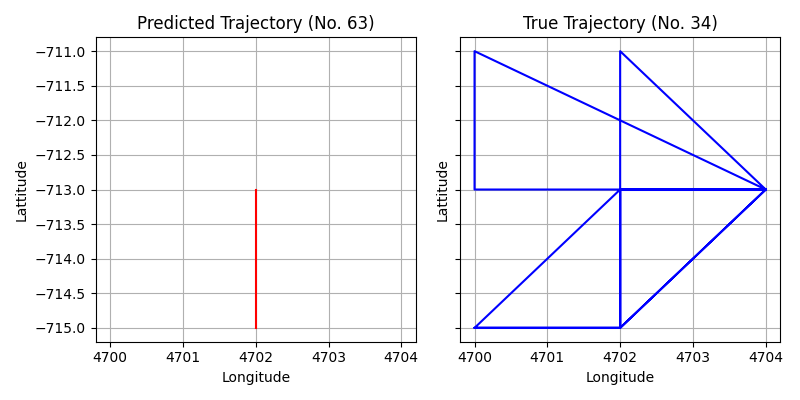 Predicted Trajectory (No. 63)
True Trajectory (No. 34)
−711.0
−711.5
−712.0
−712.5
−713.0
−713.5
−714.0
−714.5
−715.0
Lattitude
Lattitude
4700 4701 4702 4703 4704
4700 4701 4702 4703 4704
Longitude
Longitude